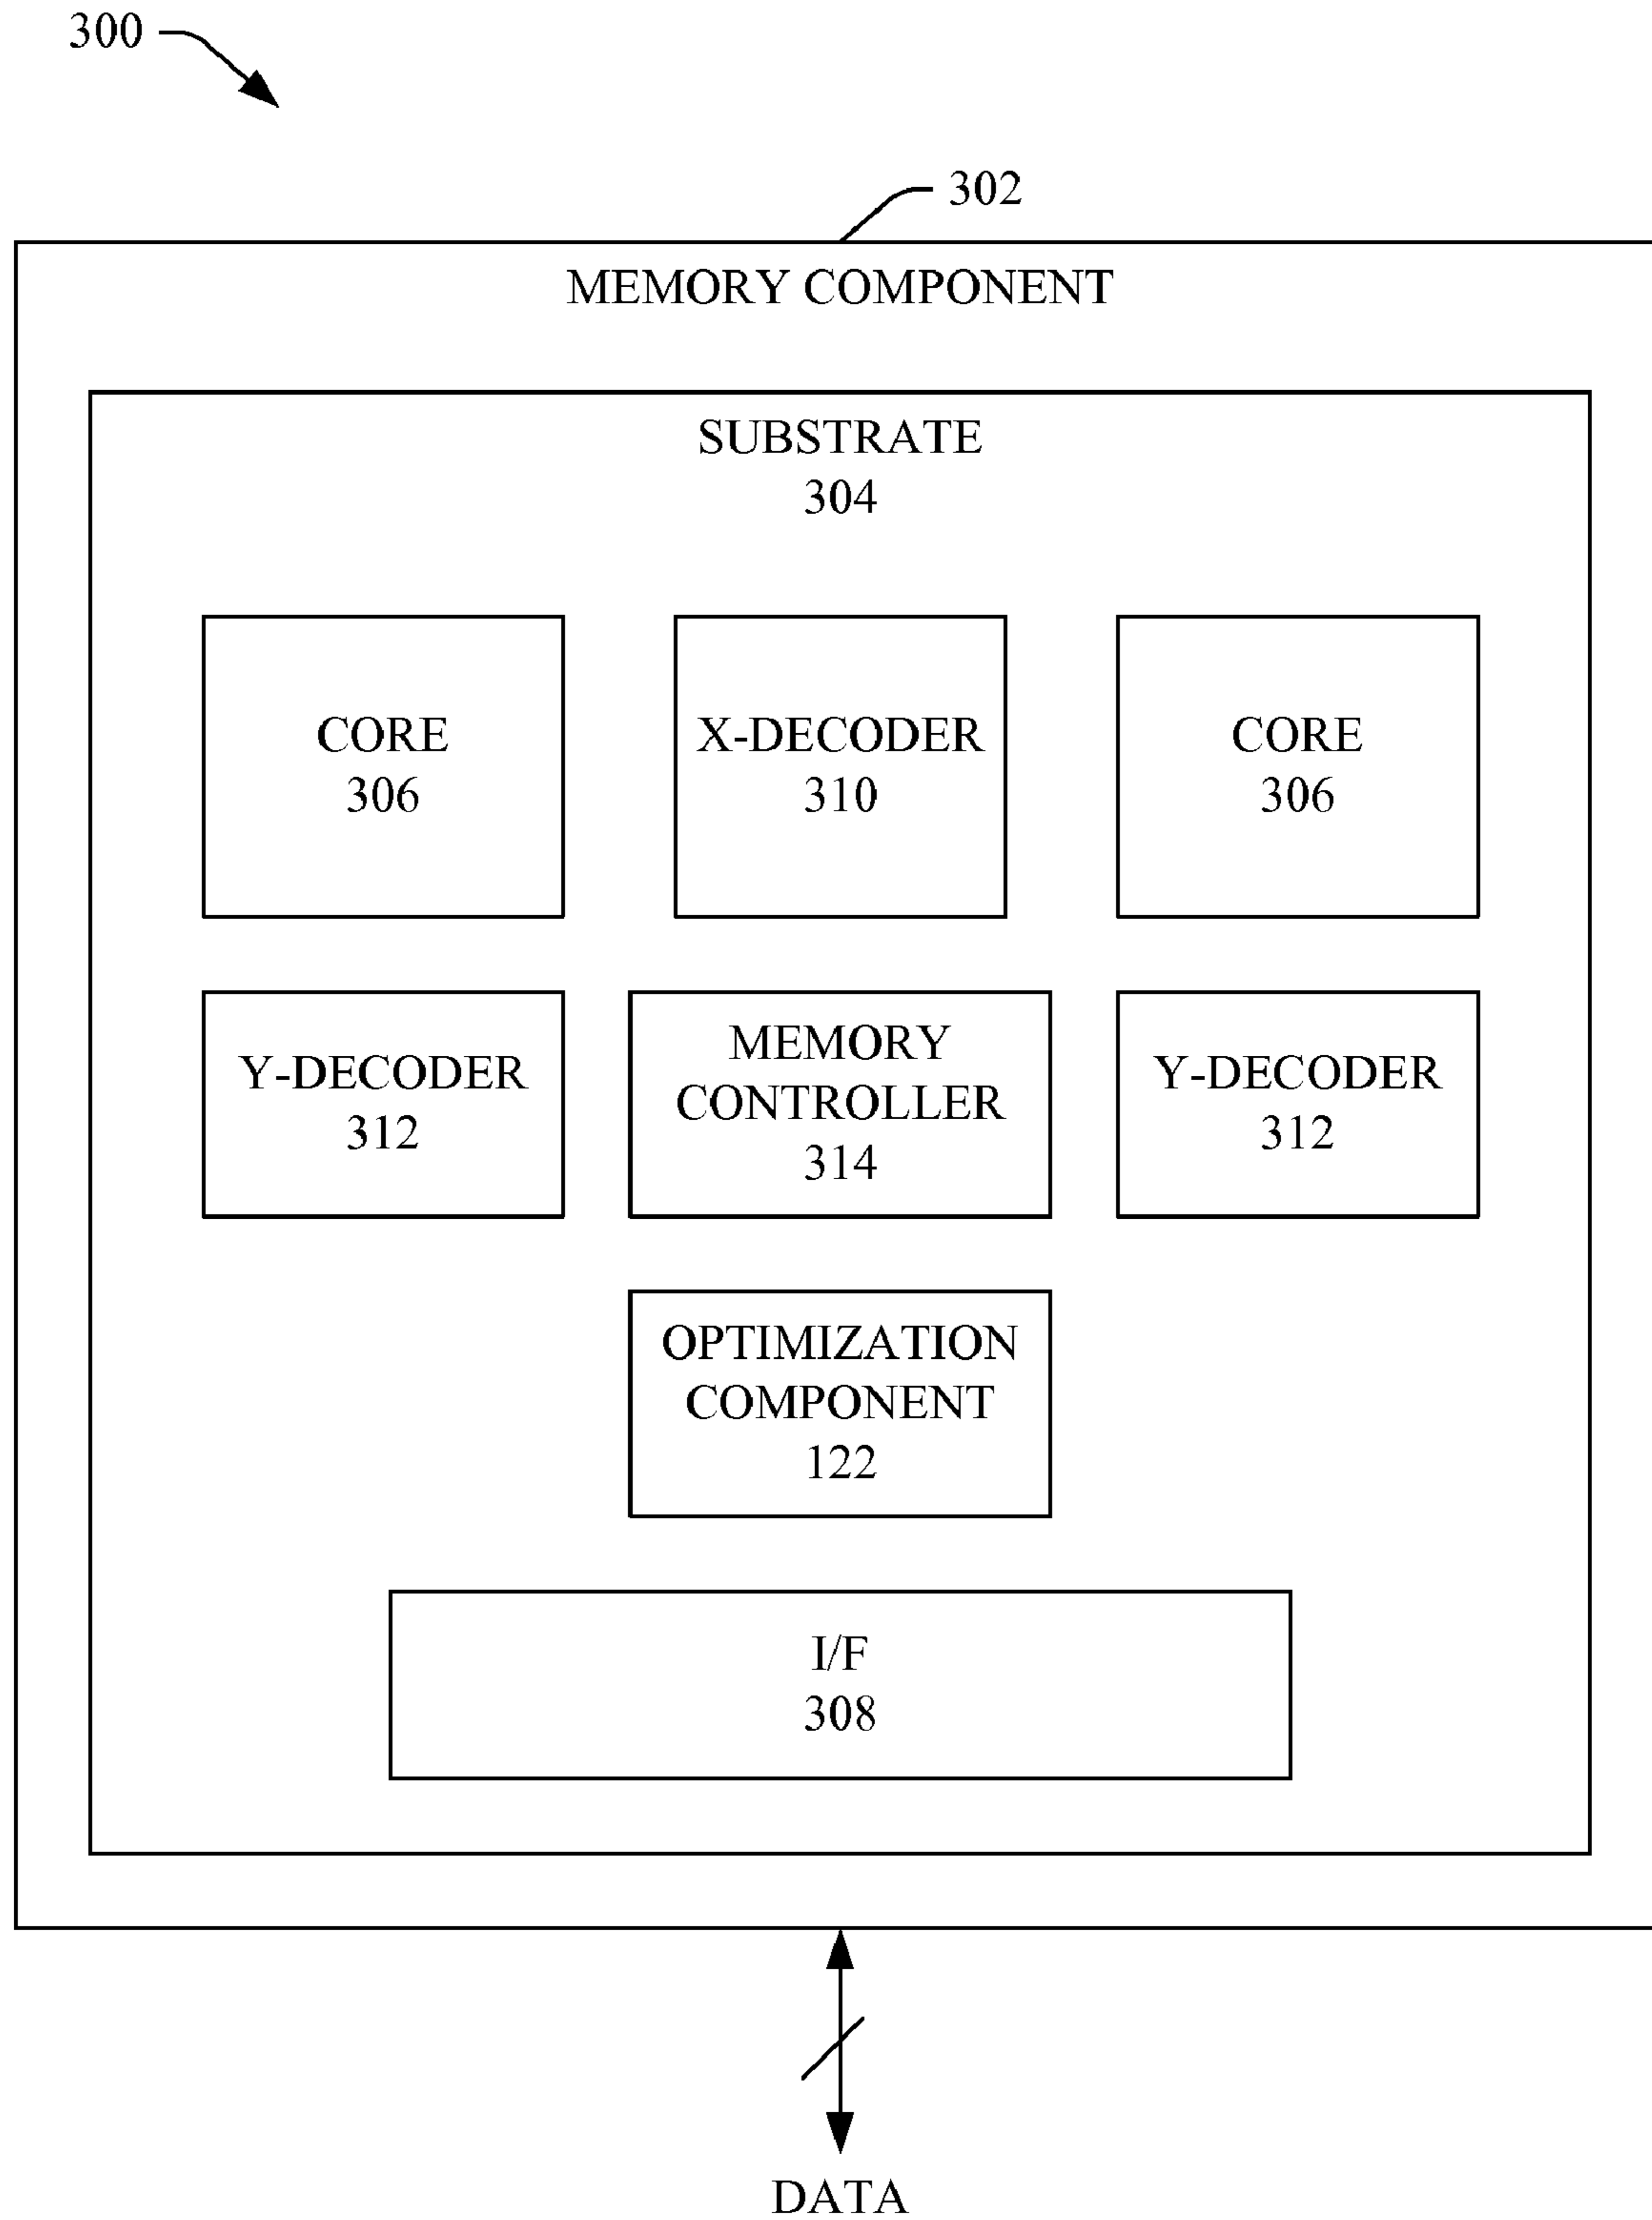 300
302
MEMORY COMPONENT
SUBSTRATE
304
CORE
306
X-DECODER
310
CORE
306
Y-DECODER
312
MEMORY
CONTROLLER
314
Y-DECODER
312
OPTIMIZATION
COMPONENT
122
I/F
308
DATA